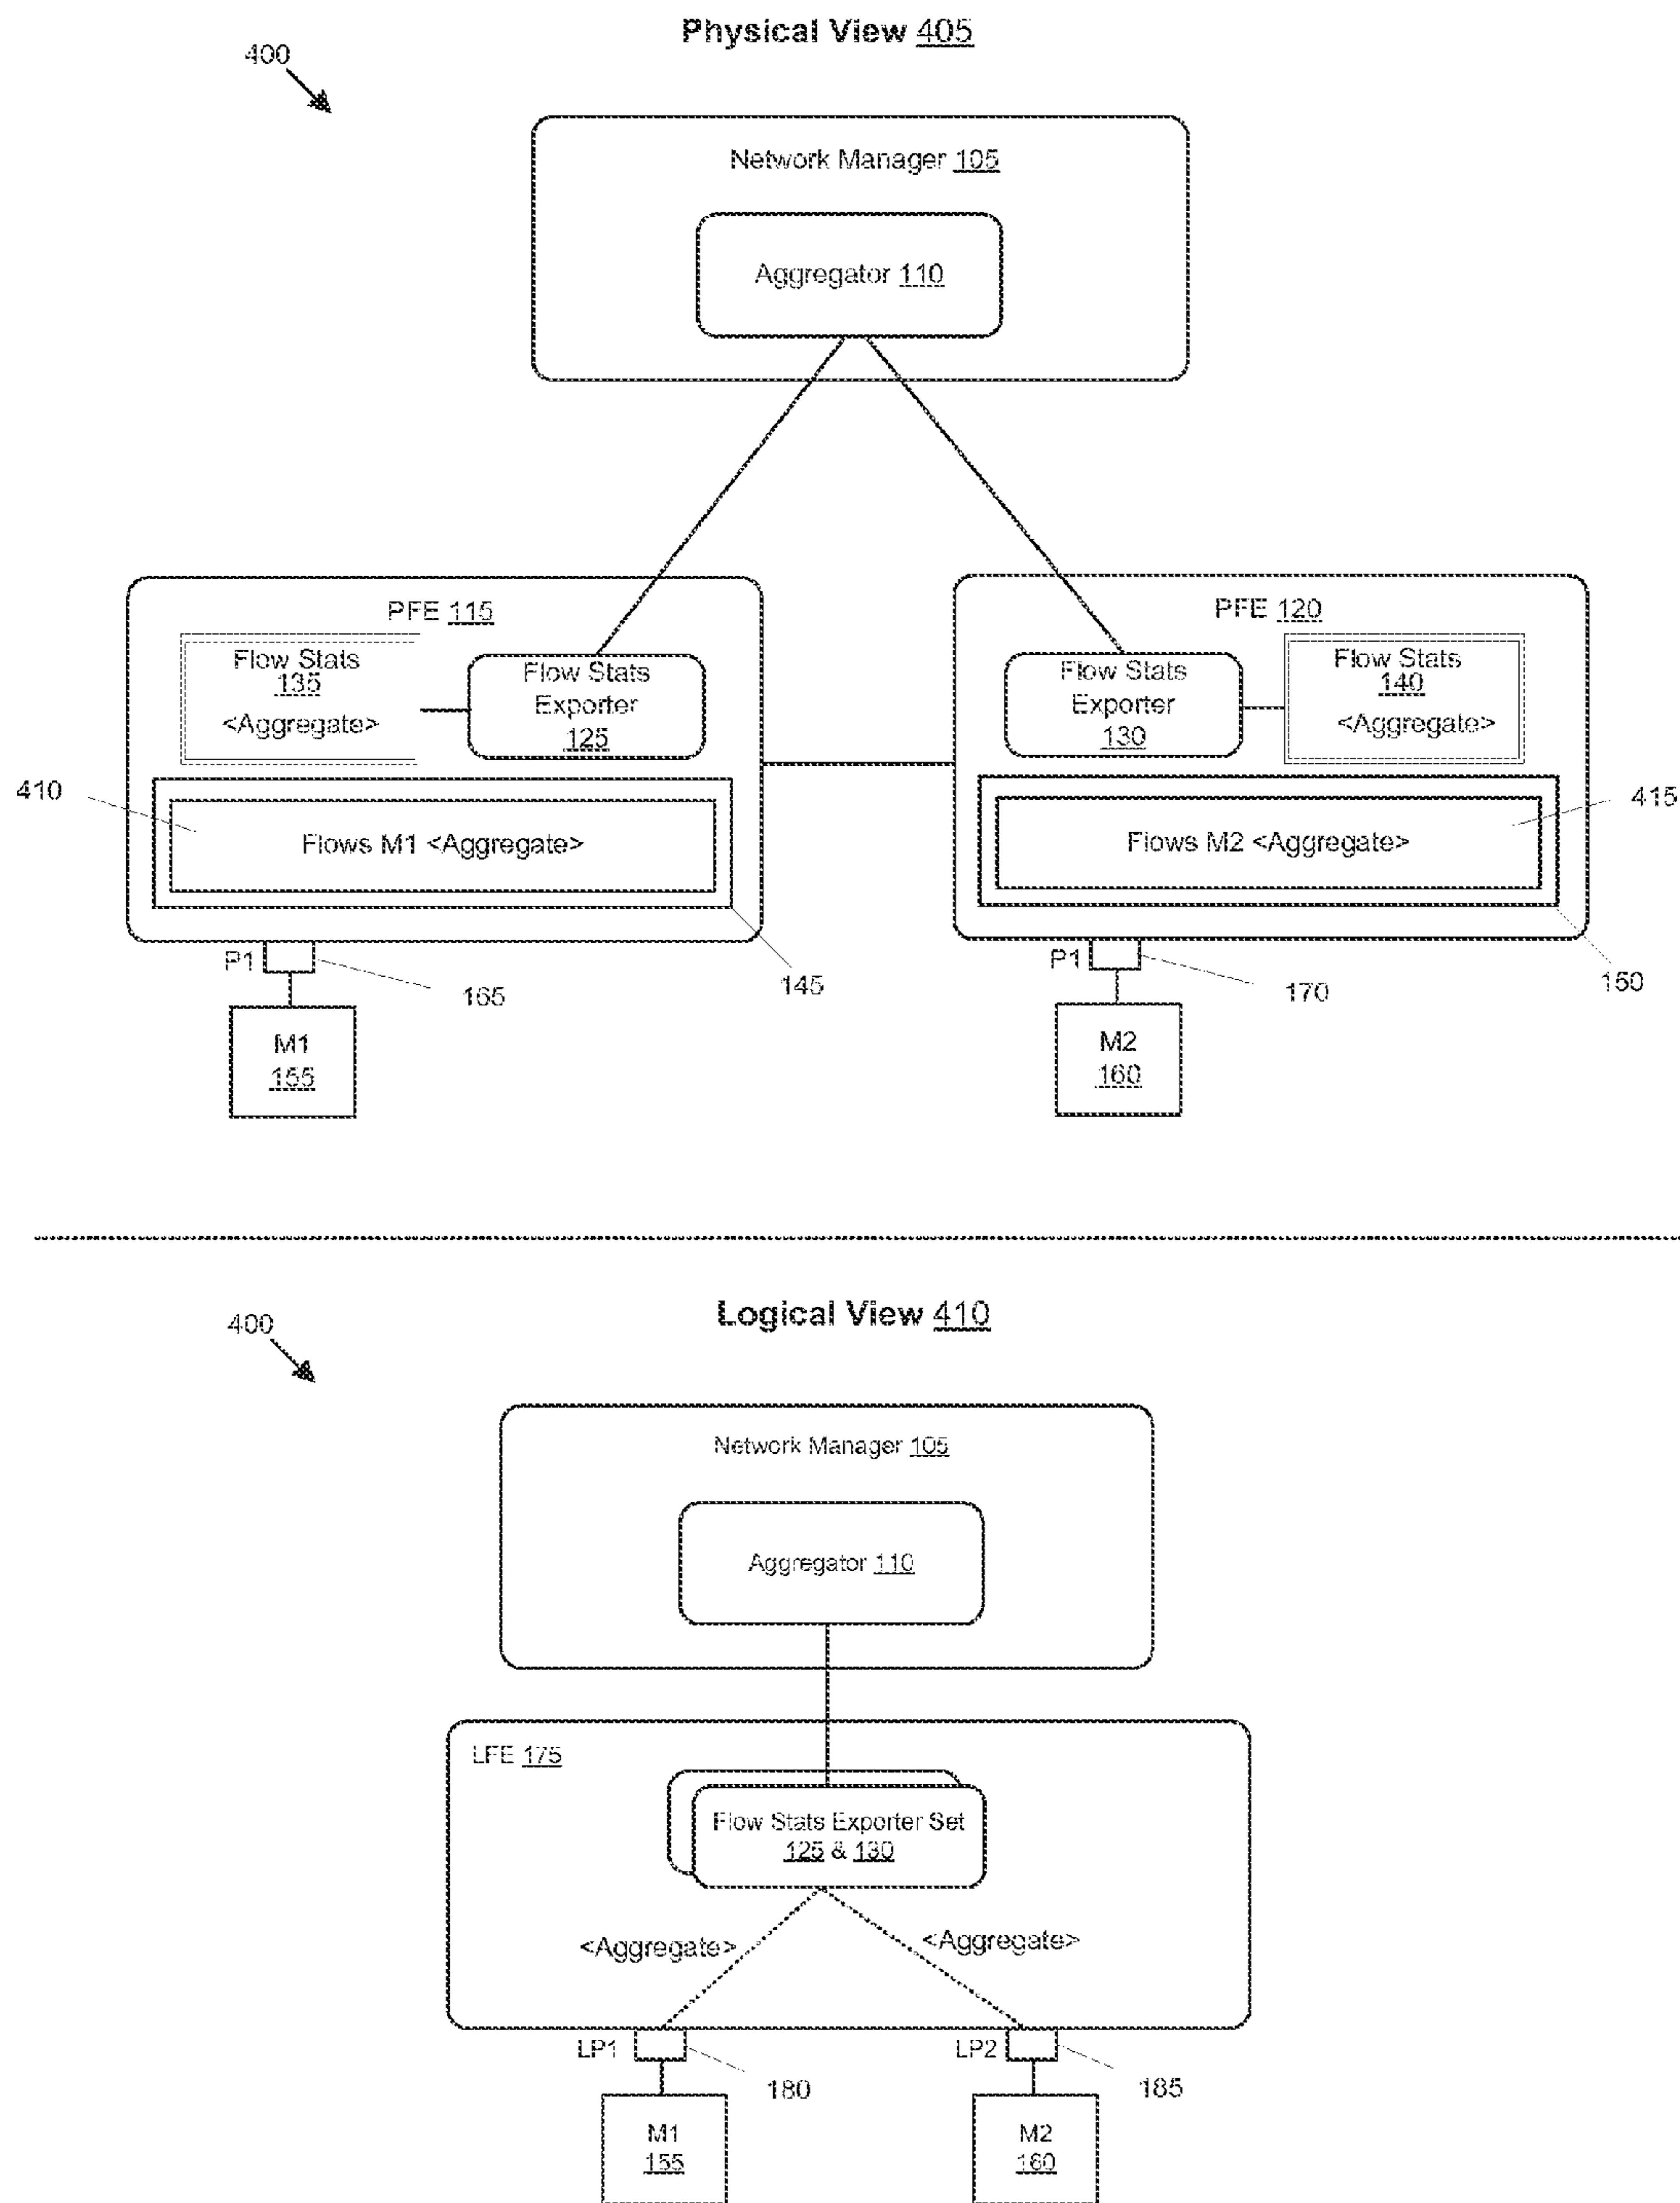 Physical View 405
400
Network Manager 105
Aggregator 110
PFE 115
Flow Stats
135
<Aggregate>
Flow Stats
Exporter
125
410
Flows M1 <Aggregate>
P1
165
145
M1
155
PFE 120
Flow Stats
Exporter
130
Flow Stats
140
<Aggregate>
415
Flows M2 <Aggregate>
P1
170
150
M2
160
Logical View 410
400
Network Manager 105
Aggregator 110
LFE 175
Flow Stats Exporter Set
125 & 130
<Aggregate>
<Aggregate>
LP1
180
LP2
185
M1
155
M2
160